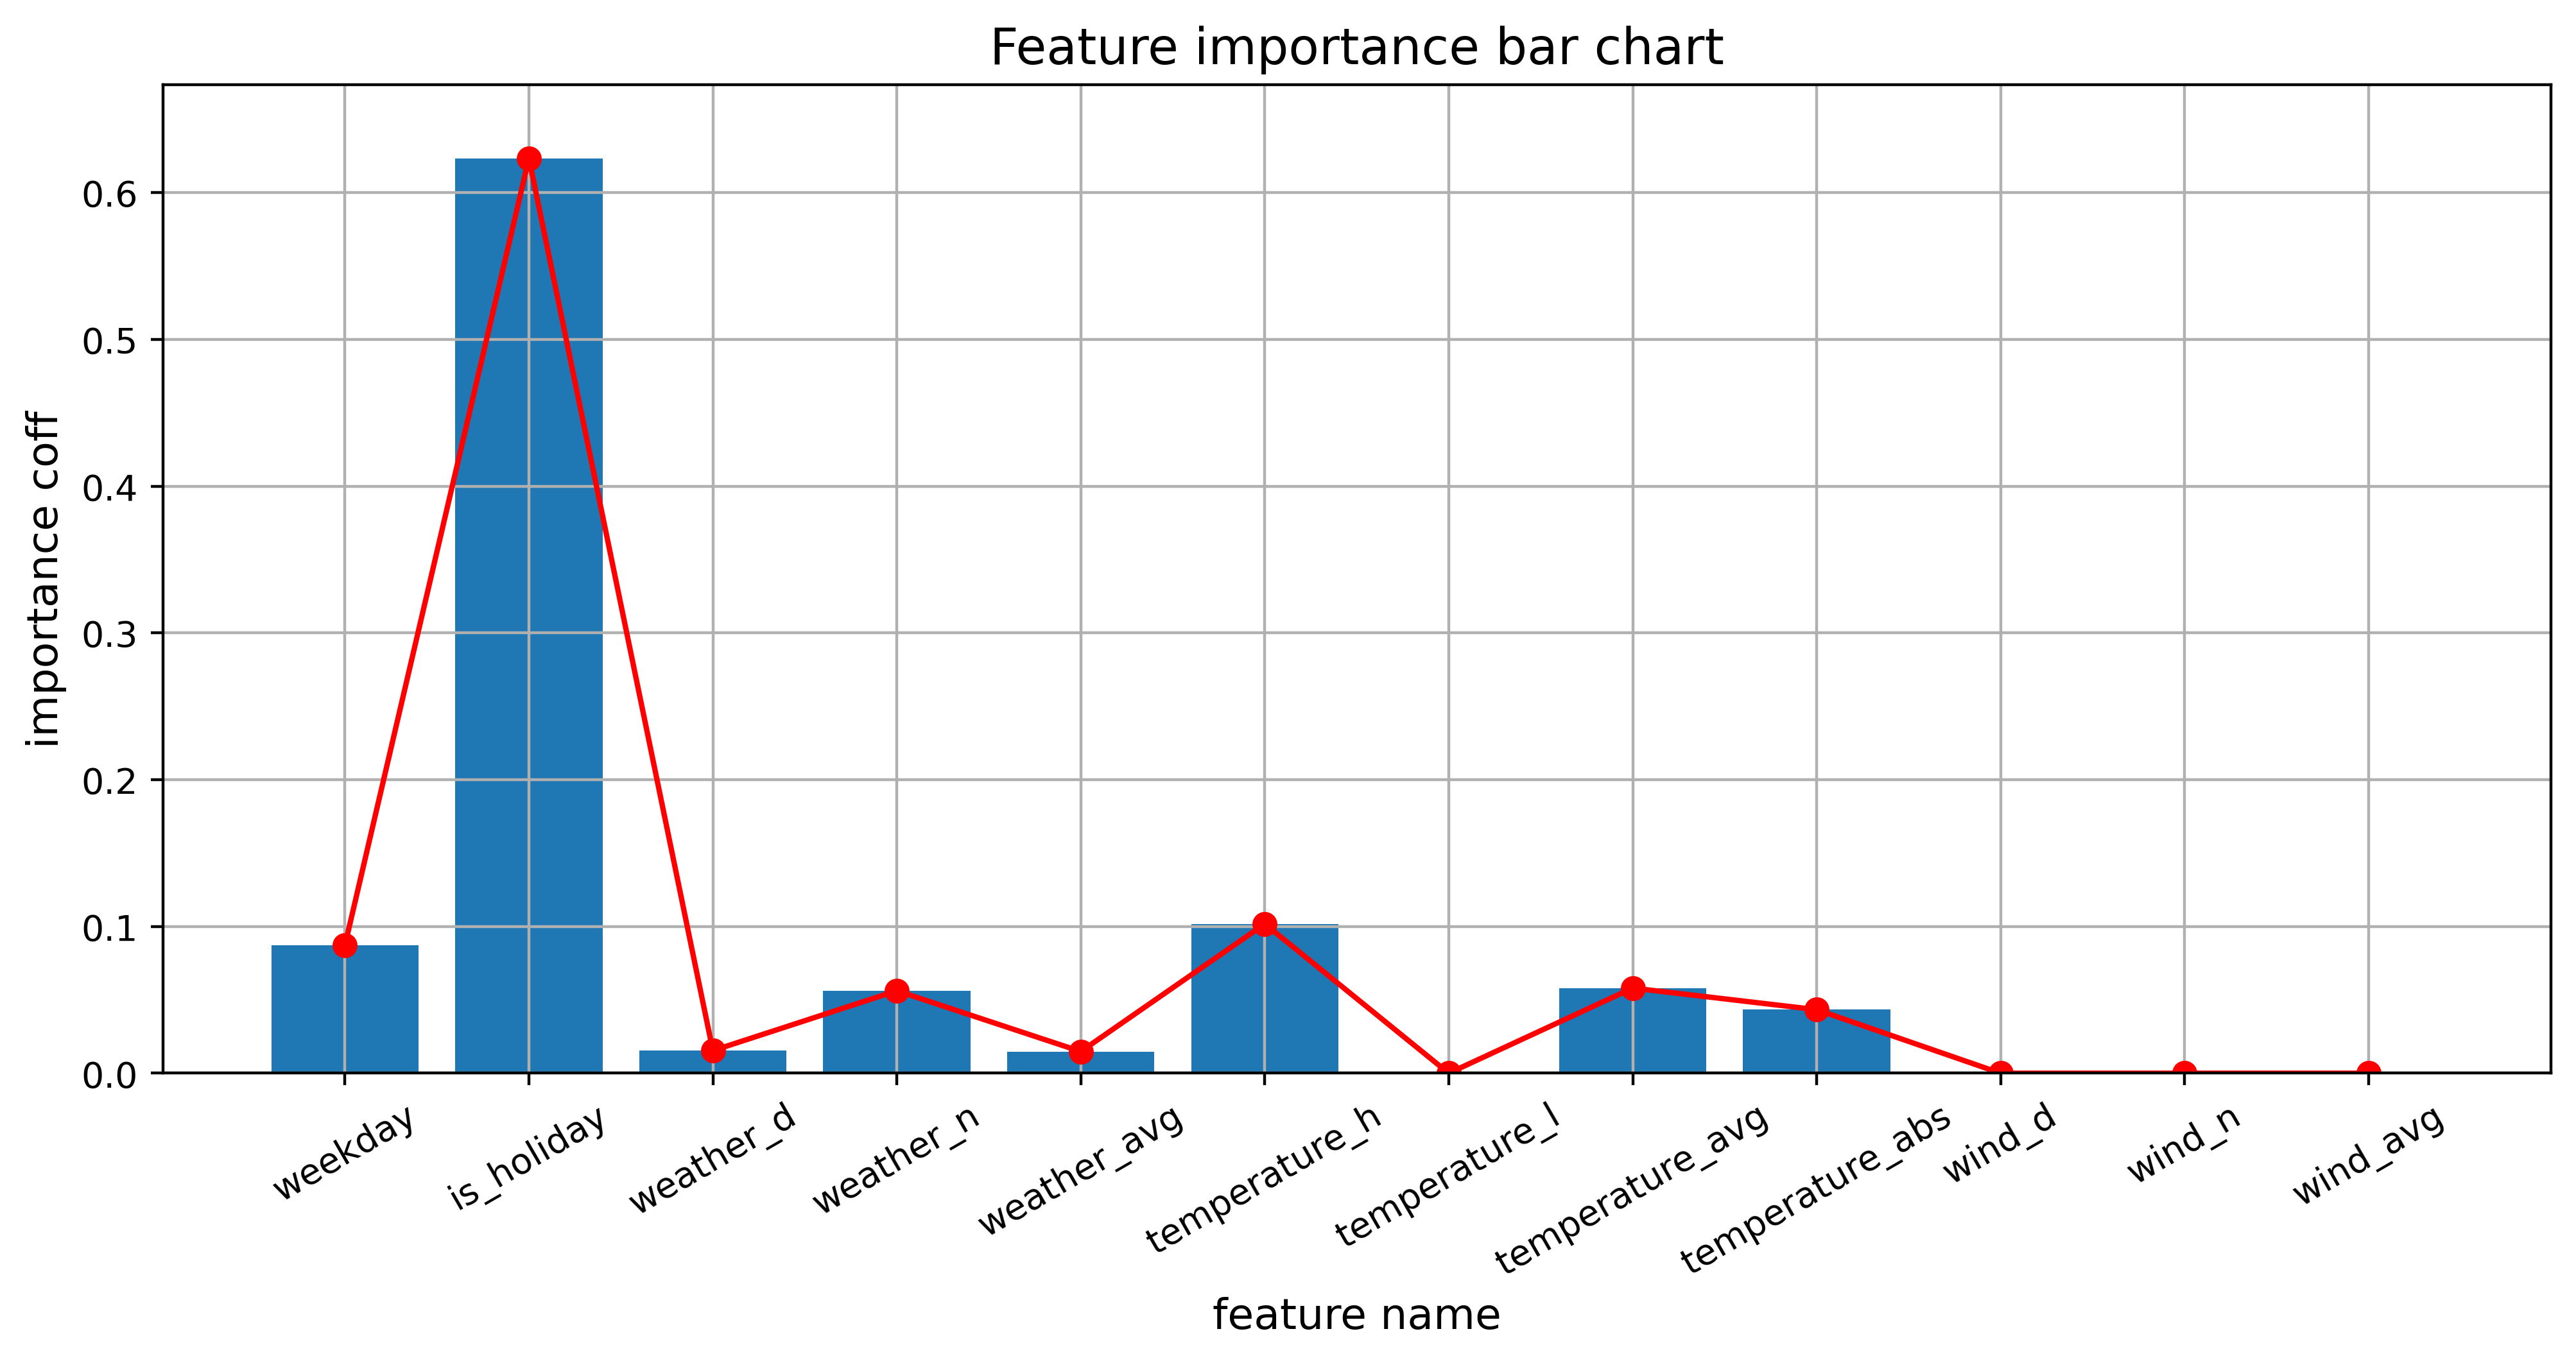 Feature importance bar chart
importance coff
0.6
0.5
0.4
0.3
0.2
0.1
0.0
weekday
is_holiday
weather_d
weather_n
weather_avg
temperature_h
temperature_l
temperature_avg
temperature_abs
wind_d
wind_n
wind_avg
feature name